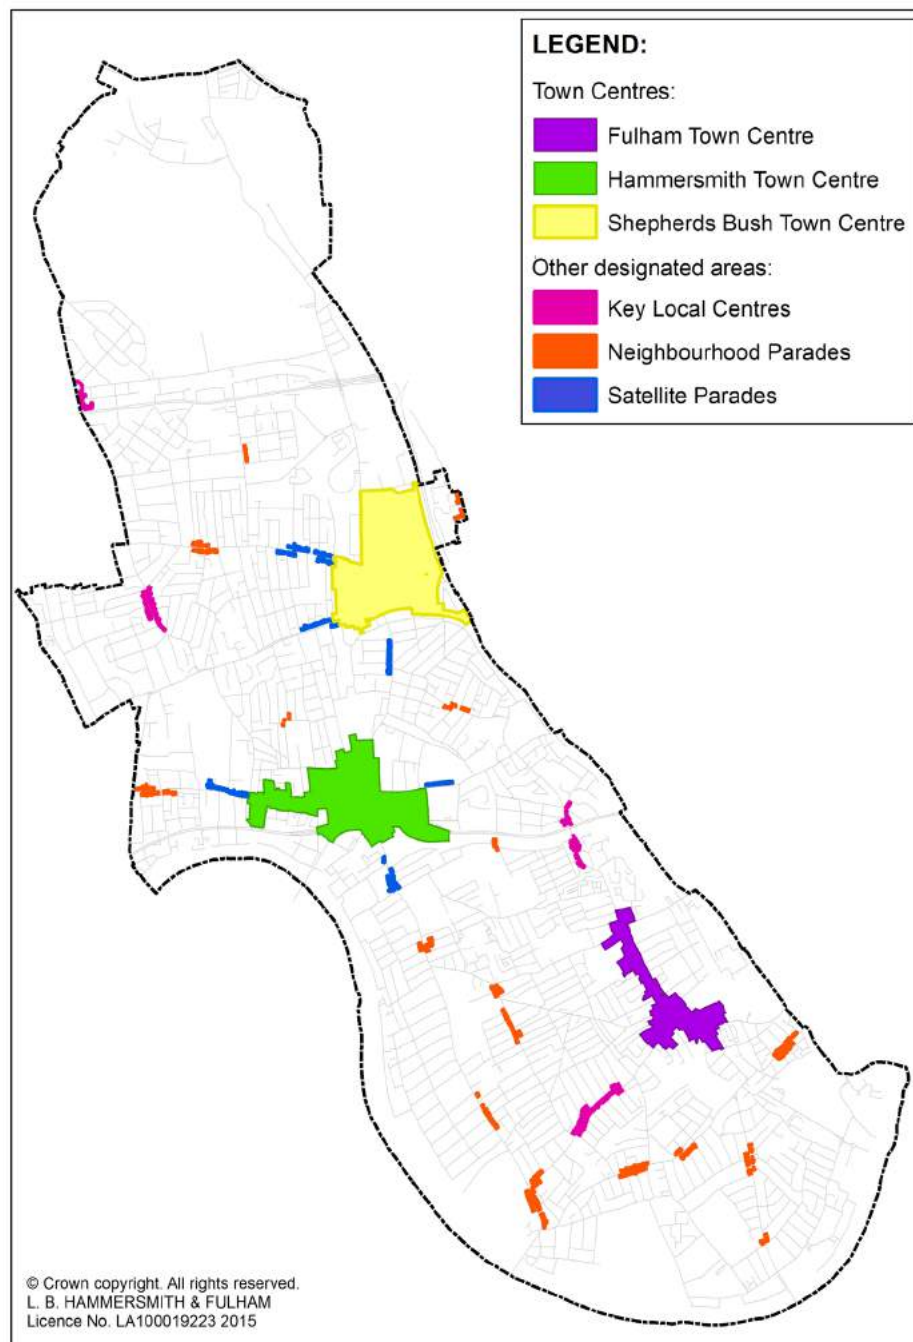 LEGEND:
Town Centres:
Fulham Town Centre
Hammersmith Town Centre
Shepherds Bush Town Centre
Other designated areas:
Key Local Centres
Neighbourhood Parades
Satellite Parades
© Crown copyright. All rights reserved.
L. B. HAMMERSMITH & FULHAM
Licence No. LA100019223 2015